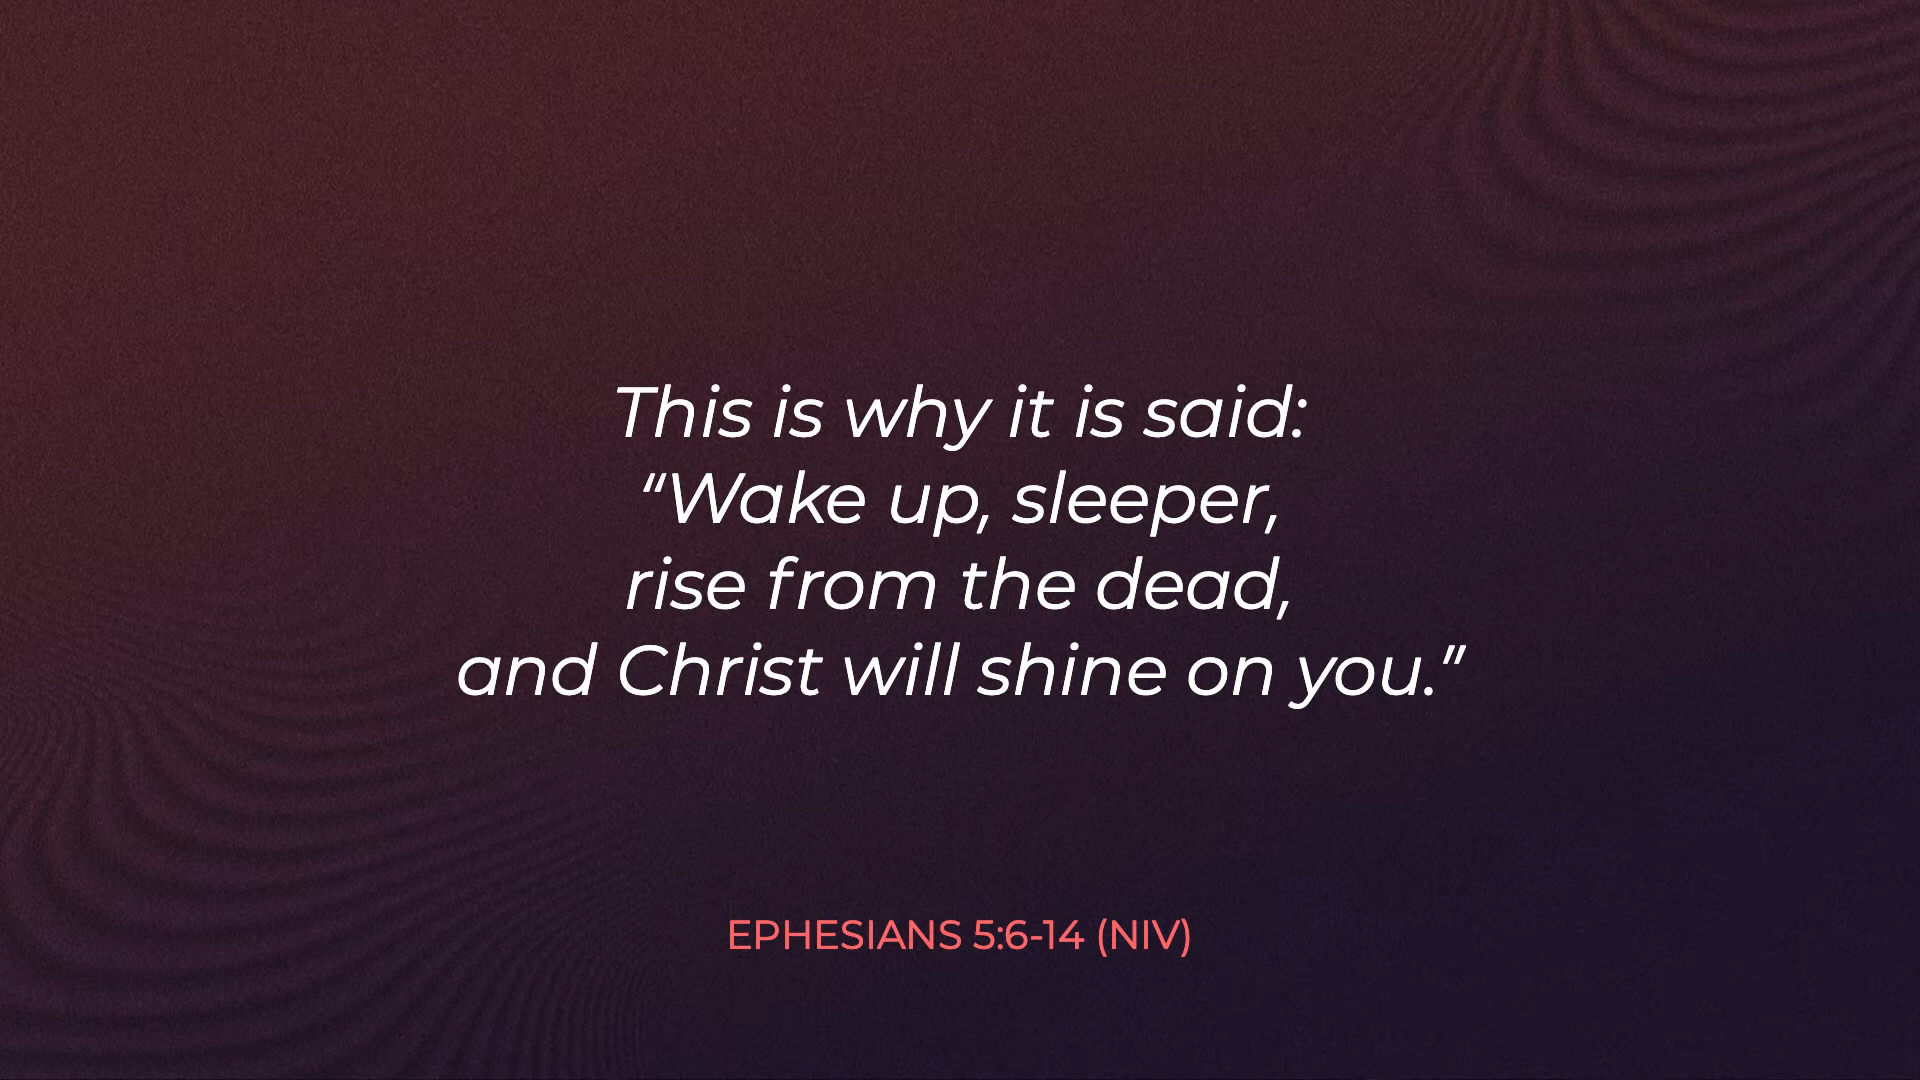 This is why it is said:
“Wake up, sleeper,
rise from the dead,
and Christ will shine on you.”
EPHESIANS 5:6-14 (NIV)